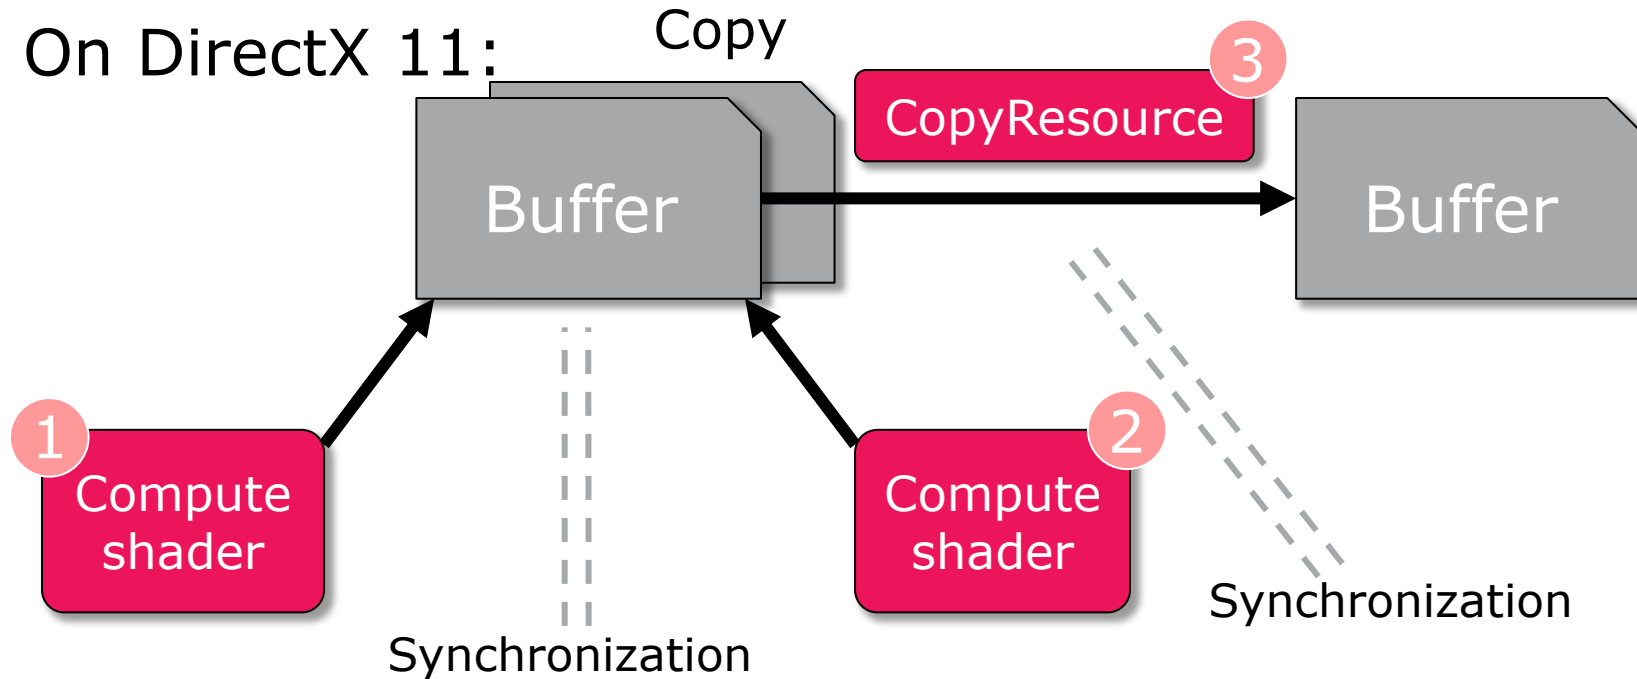 On DirectX 11:
Copy
3
CopyResource
Buffer
Buffer
1
Compute
shader
2
Compute
shader
Synchronization
Synchronization